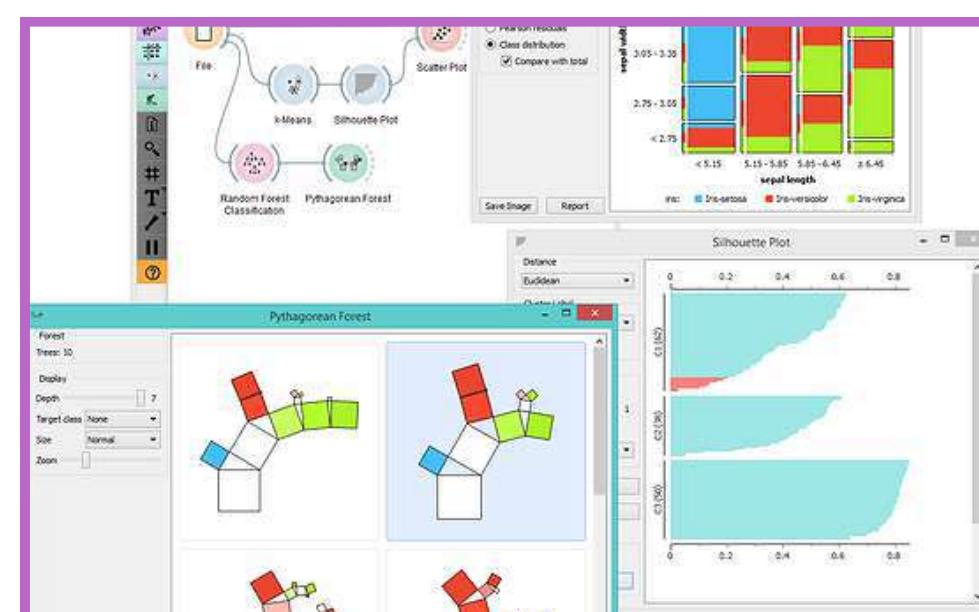 File
k-Means
Silhouette Plot
Scatter Plot
Random Forest
Classification
Pythagorean Forest
Pearson residuals
Class distribution
Compare with total
Save Image
Report
3.05 - 3.35
2.75 - 3.05
< 2.75
< 5.15
5.15 - 5.85
5.85 - 6.45
≥ 6.45
sepal length
iris:
Iris-setosa
Iris-versicolor
Iris-virginica
Silhouette Plot
Distance
Euclidean
1
0
0.2
0.4
0.6
0.8
C1 (62)
C2 (38)
C3 (50)
0
0.2
0.4
0.6
0.8
Pythagorean Forest
Forest
Trees: 10
Display
Depth
7
Target class
None
Size
Normal
Zoom